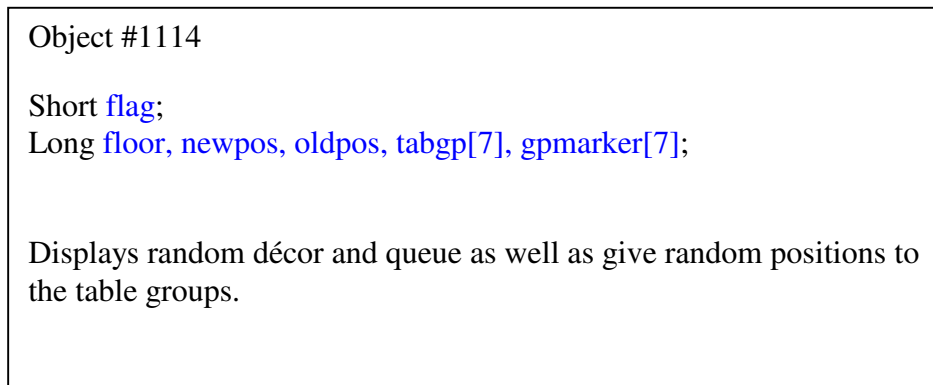 Object #1114
Short flag;
Long floor, newpos, oldpos, tabgp[7], gpmarker[7];
Displays random décor and queue as well as give random positions to
the table groups.